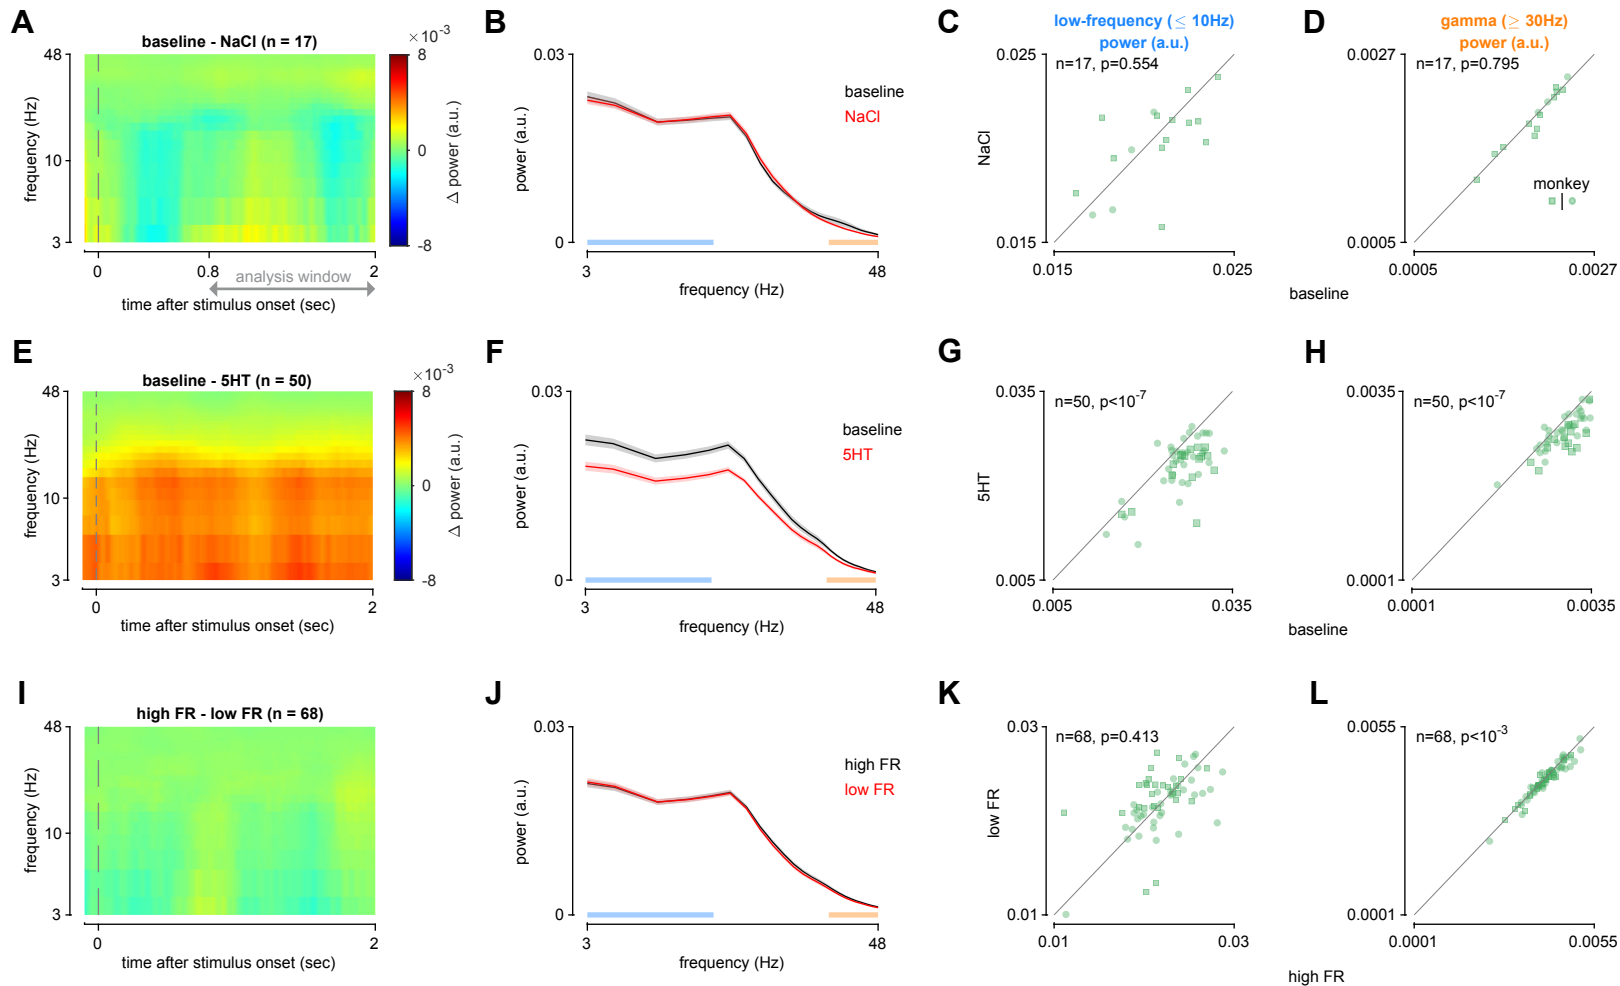 A
baseline - NaCl (n = 17)
×10⁻³
48
10
3
frequency (Hz)
8
0
-8
Δ power (a.u.)
0
0.8
2
analysis window
time after stimulus onset (sec)
B
0.03
0
power (a.u.)
baseline
NaCl
3
48
frequency (Hz)
C
low-frequency (≤ 10Hz)
power (a.u.)
0.025
n=17, p=0.554
NaCl
0.015
0.015
0.025
D
gamma (≥ 30Hz)
power (a.u.)
0.0027
n=17, p=0.795
monkey
0.0005
0.0005
0.0027
baseline
E
baseline - 5HT (n = 50)
×10⁻³
48
10
3
frequency (Hz)
8
0
-8
Δ power (a.u.)
0
2
time after stimulus onset (sec)
F
0.03
0
power (a.u.)
baseline
5HT
3
48
frequency (Hz)
G
0.035
n=50, p<10⁻⁷
5HT
0.005
0.005
0.035
H
0.0035
n=50, p<10⁻⁷
0.0001
0.0001
0.0035
baseline
I
high FR - low FR (n = 68)
48
10
3
frequency (Hz)
0
2
time after stimulus onset (sec)
J
0.03
0
power (a.u.)
high FR
low FR
3
48
frequency (Hz)
K
0.03
n=68, p=0.413
low FR
0.01
0.01
0.03
L
0.0055
n=68, p<10⁻³
0.0001
0.0001
0.0055
high FR